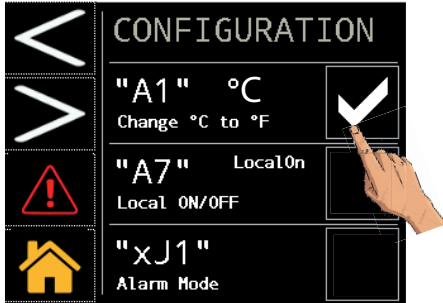 CONFIGURATION
"A1" °C
Change °C to °F
"A7" LocalOn
Local ON/OFF
"xJ1"
Alarm Mode